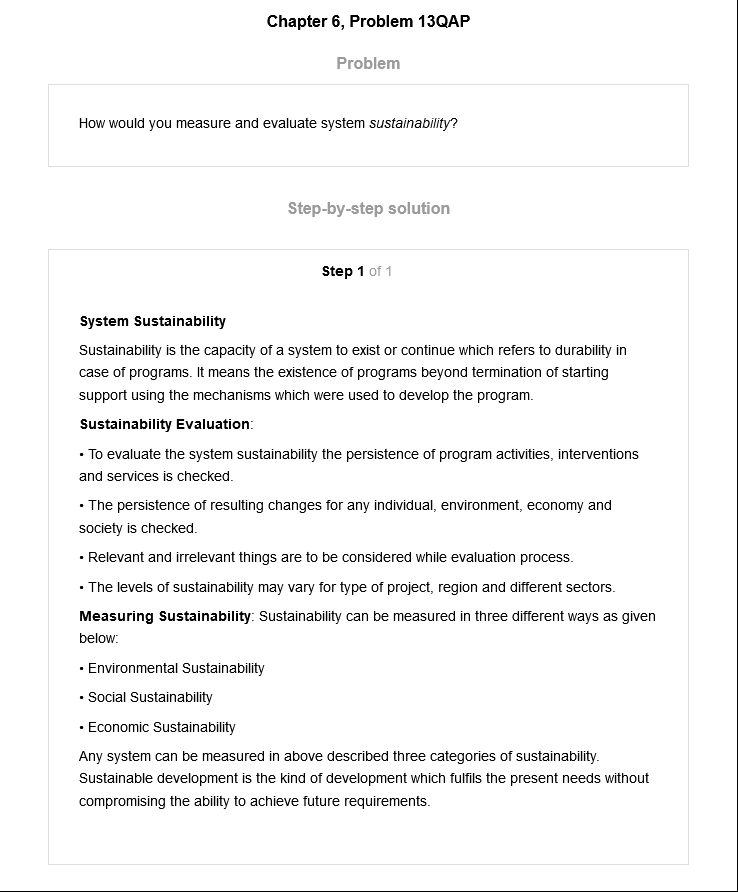 Chapter 6, Problem 13QAP
Problem
How would you measure and evaluate system sustainability?
Step-by-step solution
Step 1 of 1
System Sustainability
Sustainability is the capacity of a system to exist or continue which refers to durability in
case of programs. It means the existence of programs beyond termination of starting
support using the mechanisms which were used to develop the program.
Sustainability Evaluation:
• To evaluate the system sustainability the persistence of program activities, interventions
and services is checked.
• The persistence of resulting changes for any individual, environment, economy and
society is checked.
• Relevant and irrelevant things are to be considered while evaluation process.
• The levels of sustainability may vary for type of project, region and different sectors.
Measuring Sustainability: Sustainability can be measured in three different ways as given
below:
• Environmental Sustainability
• Social Sustainability
• Economic Sustainability
Any system can be measured in above described three categories of sustainability.
Sustainable development is the kind of development which fulfils the present needs without
compromising the ability to achieve future requirements.